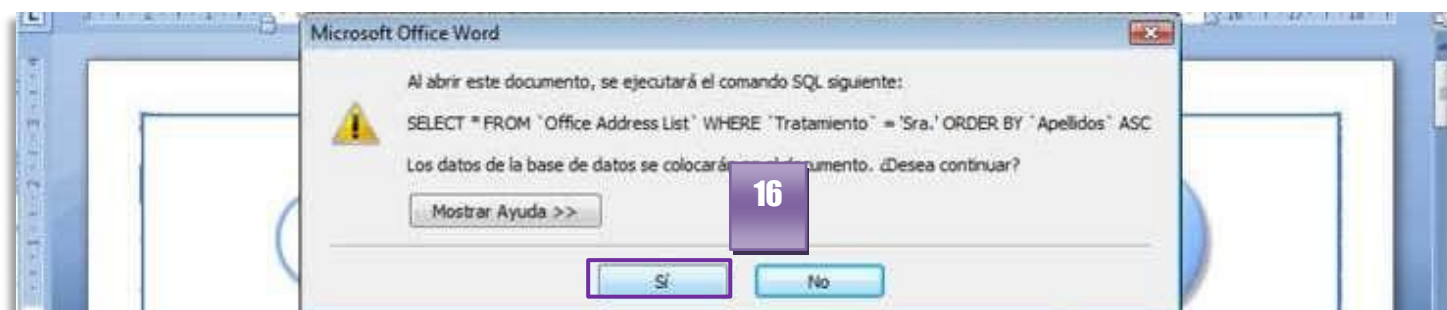 Microsoft Office Word
Al abrir este documento, se ejecutará el comando SQL siguiente:
SELECT * FROM `Office Address List` WHERE `Tratamiento` = 'Sra.' ORDER BY `Apellidos` ASC
Los datos de la base de datos se colocarán documento. ¿Desea continuar?
16
Mostrar Ayuda >>
Sí
No